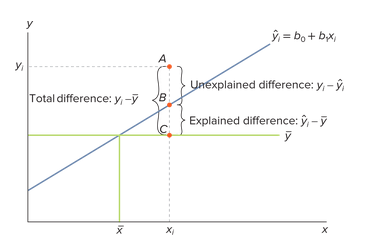 y
ŷᵢ = b₀ + b₁xᵢ
A
yᵢ
Unexplained difference: yᵢ – ŷᵢ
Total difference: yᵢ – ȳ
B
Explained difference: ŷᵢ – ȳ
C
ȳ
x̄
xᵢ
x